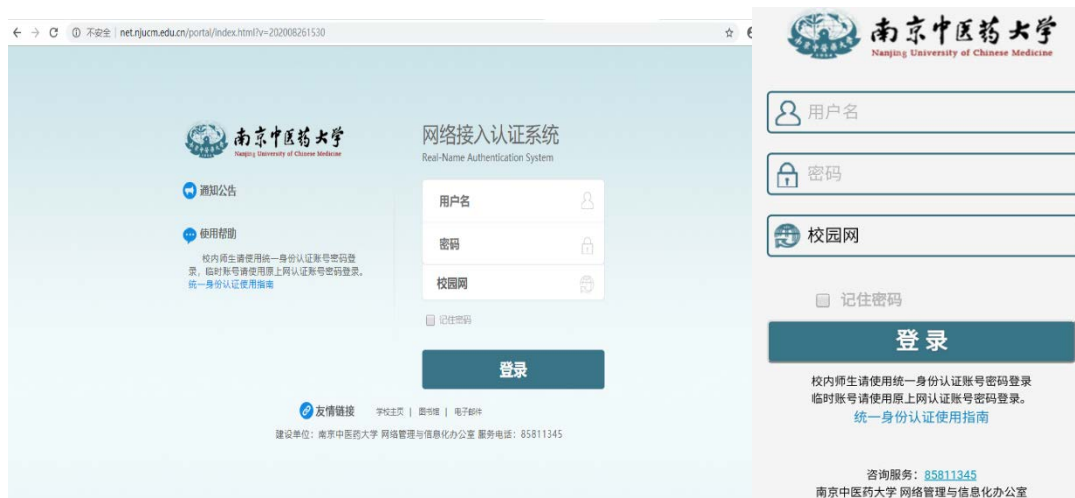 不安全 | net.njucm.edu.cn/portal/index.html?v=202008261530
南京中医药大学
Nanjing University of Chinese Medicine
通知公告
使用帮助
校内师生请使用统一身份认证账号密码登
录，临时账号请使用原上网认证账号密码登录。
统一身份认证使用指南
网络接入认证系统
Real-Name Authentication System
用户名
密码
校园网
记住密码
登录
友情链接 学校主页 | 图书馆 | 电子邮件
建设单位：南京中医药大学 网络管理与信息化办公室 服务电话：85811345
南京中医药大学
Nanjing University of Chinese Medicine
用户名
密码
校园网
记住密码
登 录
校内师生请使用统一身份认证账号密码登录
临时账号请使用原上网认证账号密码登录。
统一身份认证使用指南
咨询服务：85811345
南京中医药大学 网络管理与信息化办公室